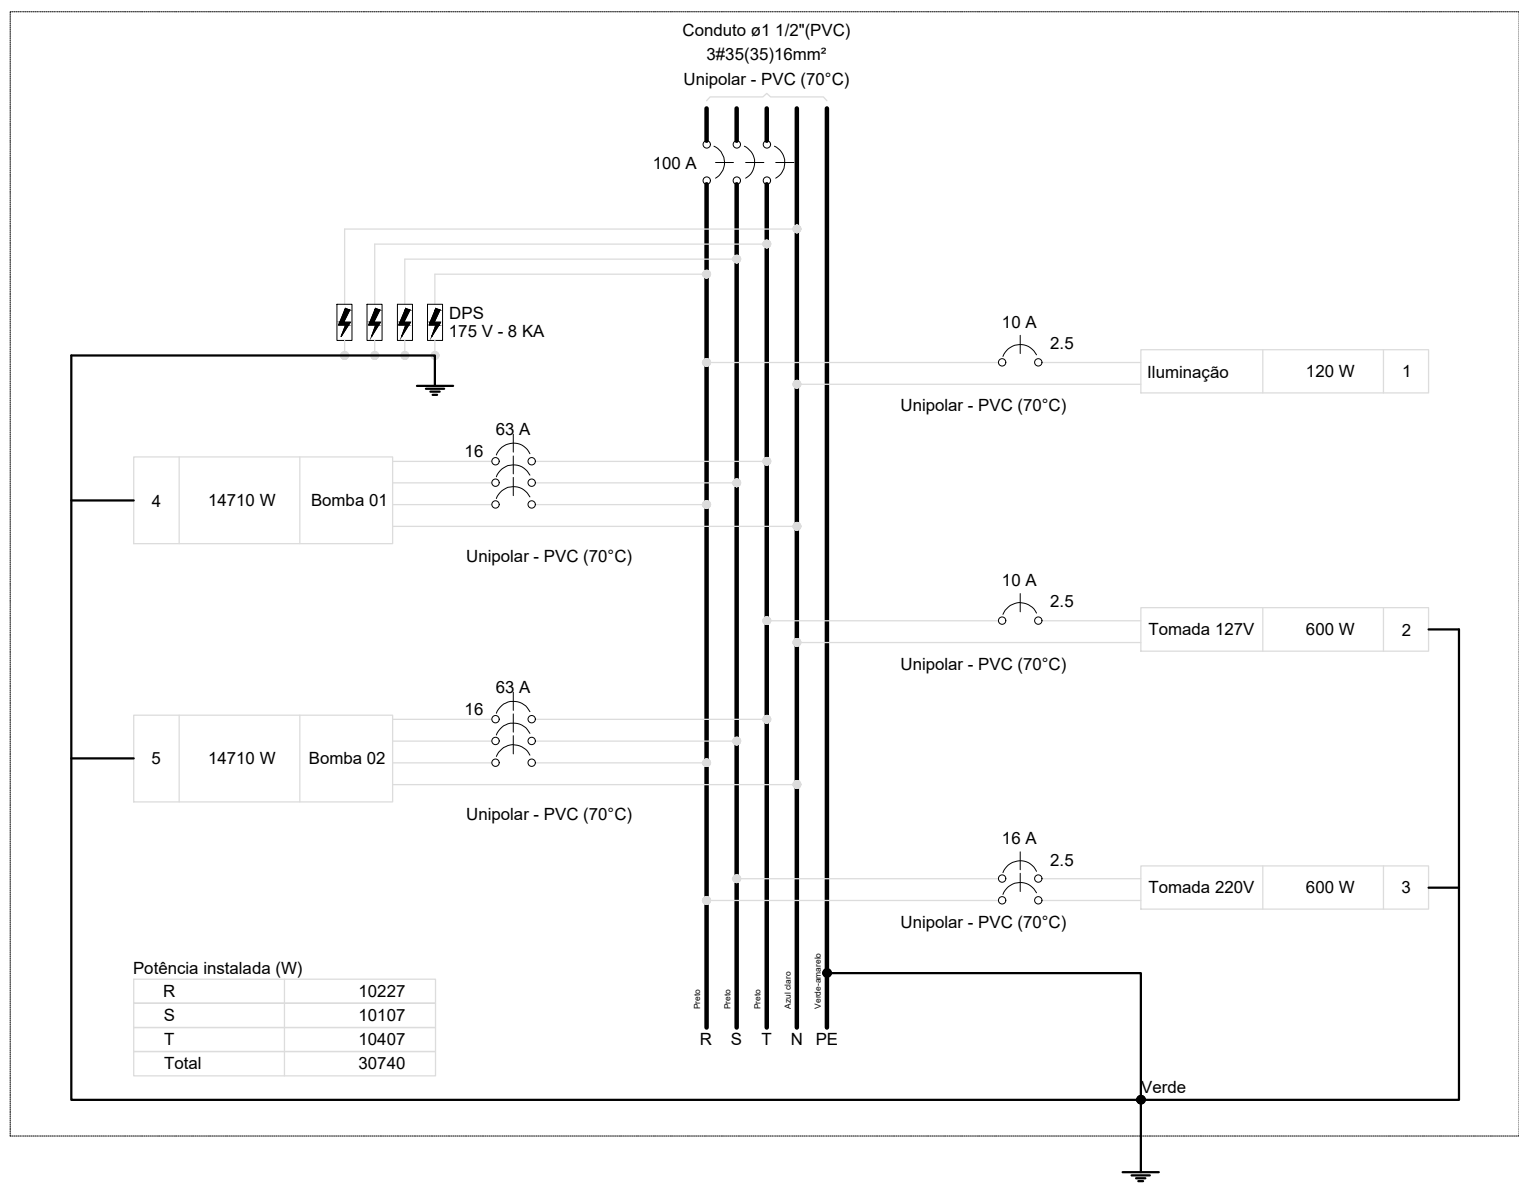 Conduto ø1 1/2"(PVC)
3#35(35)16mm²
Unipolar - PVC (70°C)
100 A
DPS
175 V - 8 KA
10 A
2.5
Iluminação 120 W 1
Unipolar - PVC (70°C)
63 A
16
4 14710 W Bomba 01
Unipolar - PVC (70°C)
10 A
2.5
Tomada 127V 600 W 2
Unipolar - PVC (70°C)
63 A
16
5 14710 W Bomba 02
Unipolar - PVC (70°C)
16 A
2.5
Tomada 220V 600 W 3
Unipolar - PVC (70°C)
Potência instalada (W)
R 10227
S 10107
T 10407
Total 30740
Preto
Preto
Preto
Azul claro
Verde-amarelo
R S T N PE
Verde